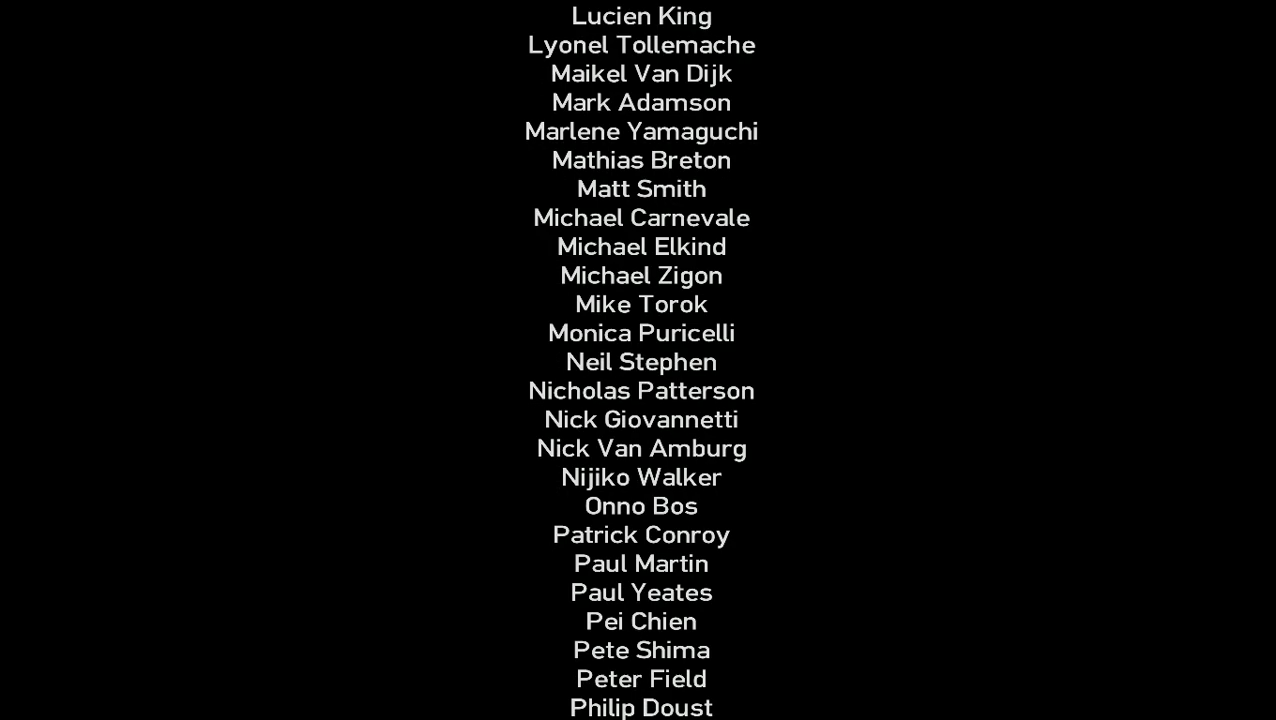 Lucien King
Lyonel Tollemache
Maikel Van Dijk
Mark Adamson
Marlene Yamaguchi
Mathias Breton
Matt Smith
Michael Carnevale
Michael Elkind
Michael Zigon
Mike Torok
Monica Puricelli
Neil Stephen
Nicholas Patterson
Nick Giovannetti
Nick Van Amburg
Nijiko Walker
Onno Bos
Patrick Conroy
Paul Martin
Paul Yeates
Pei Chien
Pete Shima
Peter Field
Philip Doust